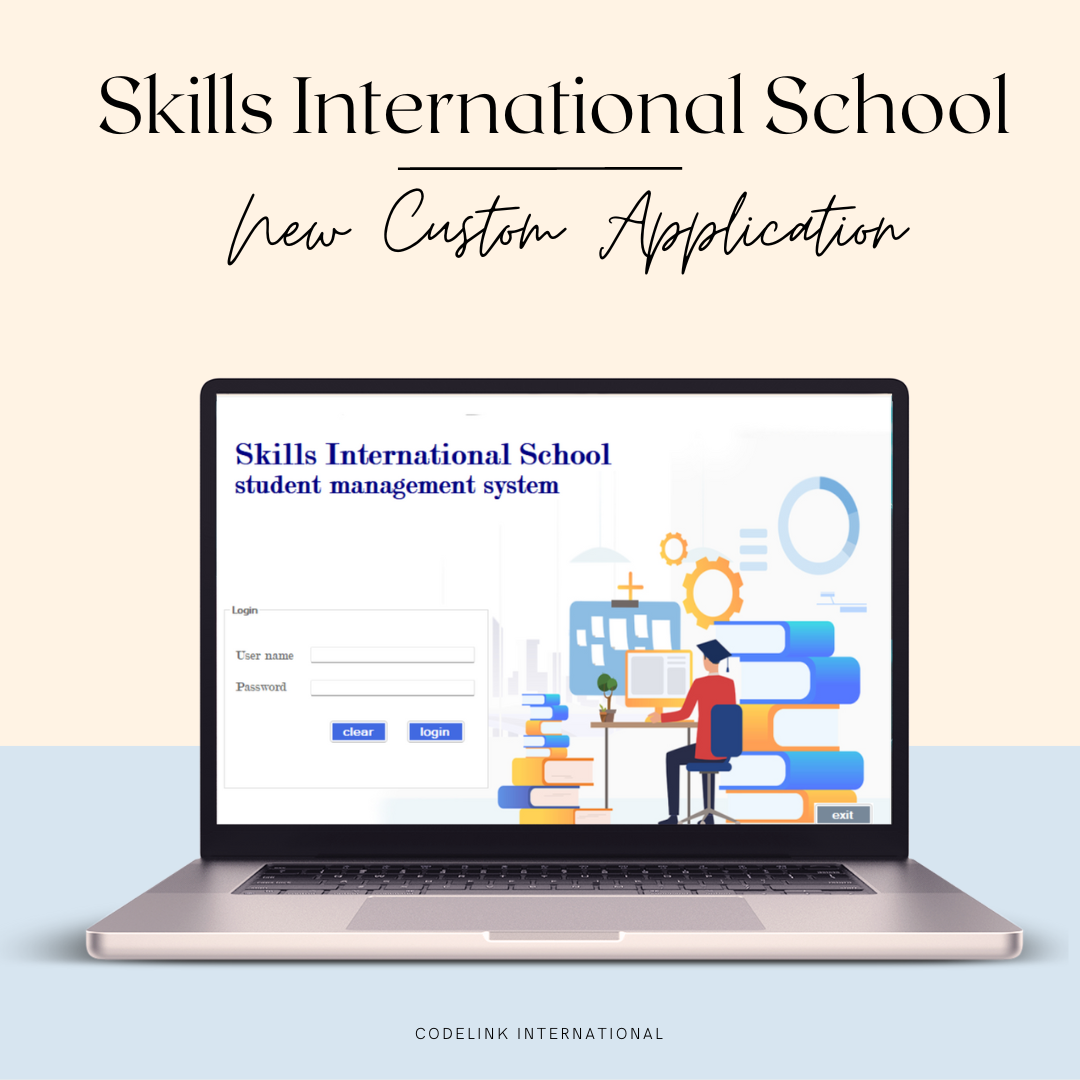 Skills International School
New Custom Application
Skills International School
student management system
Login
User name
Password
clear login
exit
CODELINK INTERNATIONAL